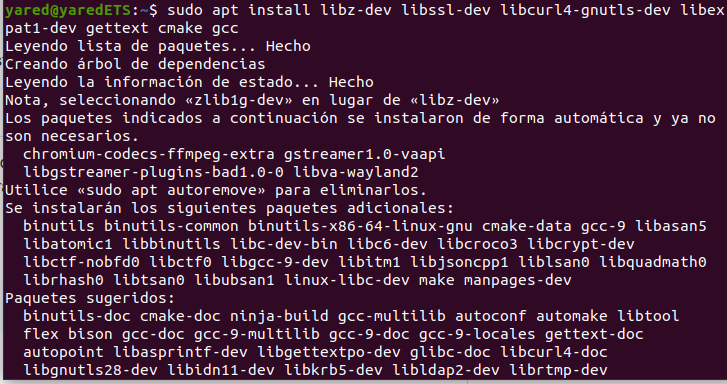 yared@yaredETS:~$ sudo apt install libz-dev libssl-dev libcurl4-gnutls-dev libex
pat1-dev gettext cmake gcc
Leyendo lista de paquetes... Hecho
Creando árbol de dependencias
Leyendo la información de estado... Hecho
Nota, seleccionando «zlib1g-dev» en lugar de «libz-dev»
Los paquetes indicados a continuación se instalaron de forma automática y ya no
son necesarios.
chromium-codecs-ffmpeg-extra gstreamer1.0-vaapi
libgstreamer-plugins-bad1.0-0 libva-wayland2
Utilice «sudo apt autoremove» para eliminarlos.
Se instalarán los siguientes paquetes adicionales:
binutils binutils-common binutils-x86-64-linux-gnu cmake-data gcc-9 libasan5
libatomic1 libbinutils libc-dev-bin libc6-dev libcroco3 libcrypt-dev
libctf-nobfd0 libctf0 libgcc-9-dev libitm1 libjsoncpp1 liblsan0 libquadmath0
librhash0 libtsan0 libubsan1 linux-libc-dev make manpages-dev
Paquetes sugeridos:
binutils-doc cmake-doc ninja-build gcc-multilib autoconf automake libtool
flex bison gcc-doc gcc-9-multilib gcc-9-doc gcc-9-locales gettext-doc
autopoint libasprintf-dev libgettextpo-dev glibc-doc libcurl4-doc
libgnutls28-dev libidn11-dev libkrb5-dev libldap2-dev librtmp-dev